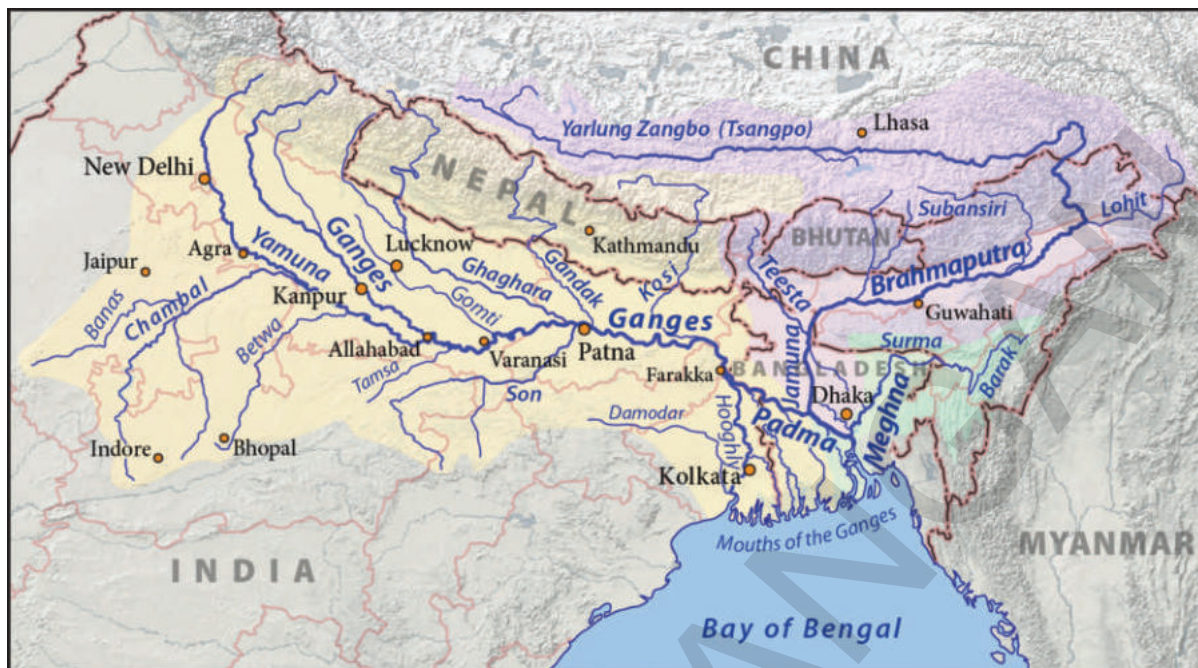 CHINA
Yarlung Zangbo (Tsangpo)
Lhasa
New Delhi
NEPAL
Subansiri
Lohit
BHUTAN
Kathmandu
Agra
Yamuna
Ganges
Lucknow
Ghaghara
Gandak
Kosi
Teesta
Brahmaputra
Jaipur
Banas
Chambal
Kanpur
Gomti
Ganges
Guwahati
Betwa
Allahabad
Varanasi
Patna
Surma
Barak
Tamsa
Farakka
BANGLADESH
Jamuna
Son
Dhaka
Meghna
Damodar
Hooghly
Padma
Indore
Bhopal
Kolkata
Mouths of the Ganges
INDIA
MYANMAR
Bay of Bengal